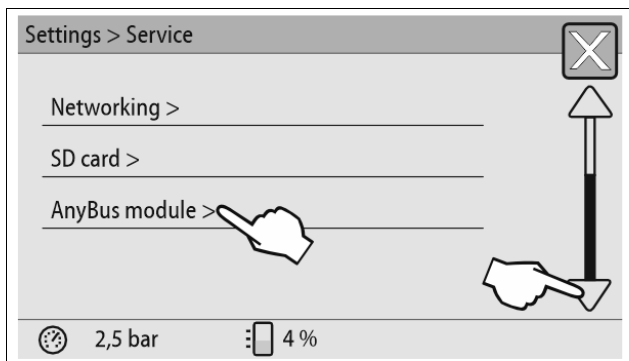 Settings > Service
Networking >
SD card >
AnyBus module >
2,5 bar
4 %